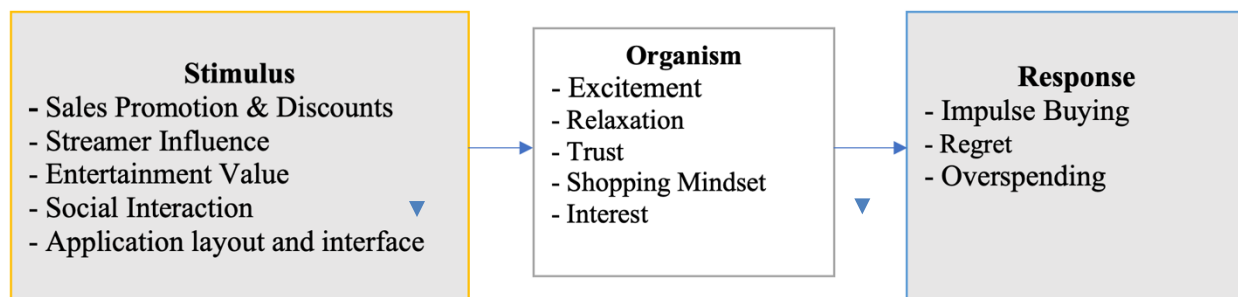 Stimulus
- Sales Promotion & Discounts
- Streamer Influence
- Entertainment Value
- Social Interaction
- Application layout and interface
Organism
- Excitement
- Relaxation
- Trust
- Shopping Mindset
- Interest
Response
- Impulse Buying
- Regret
- Overspending